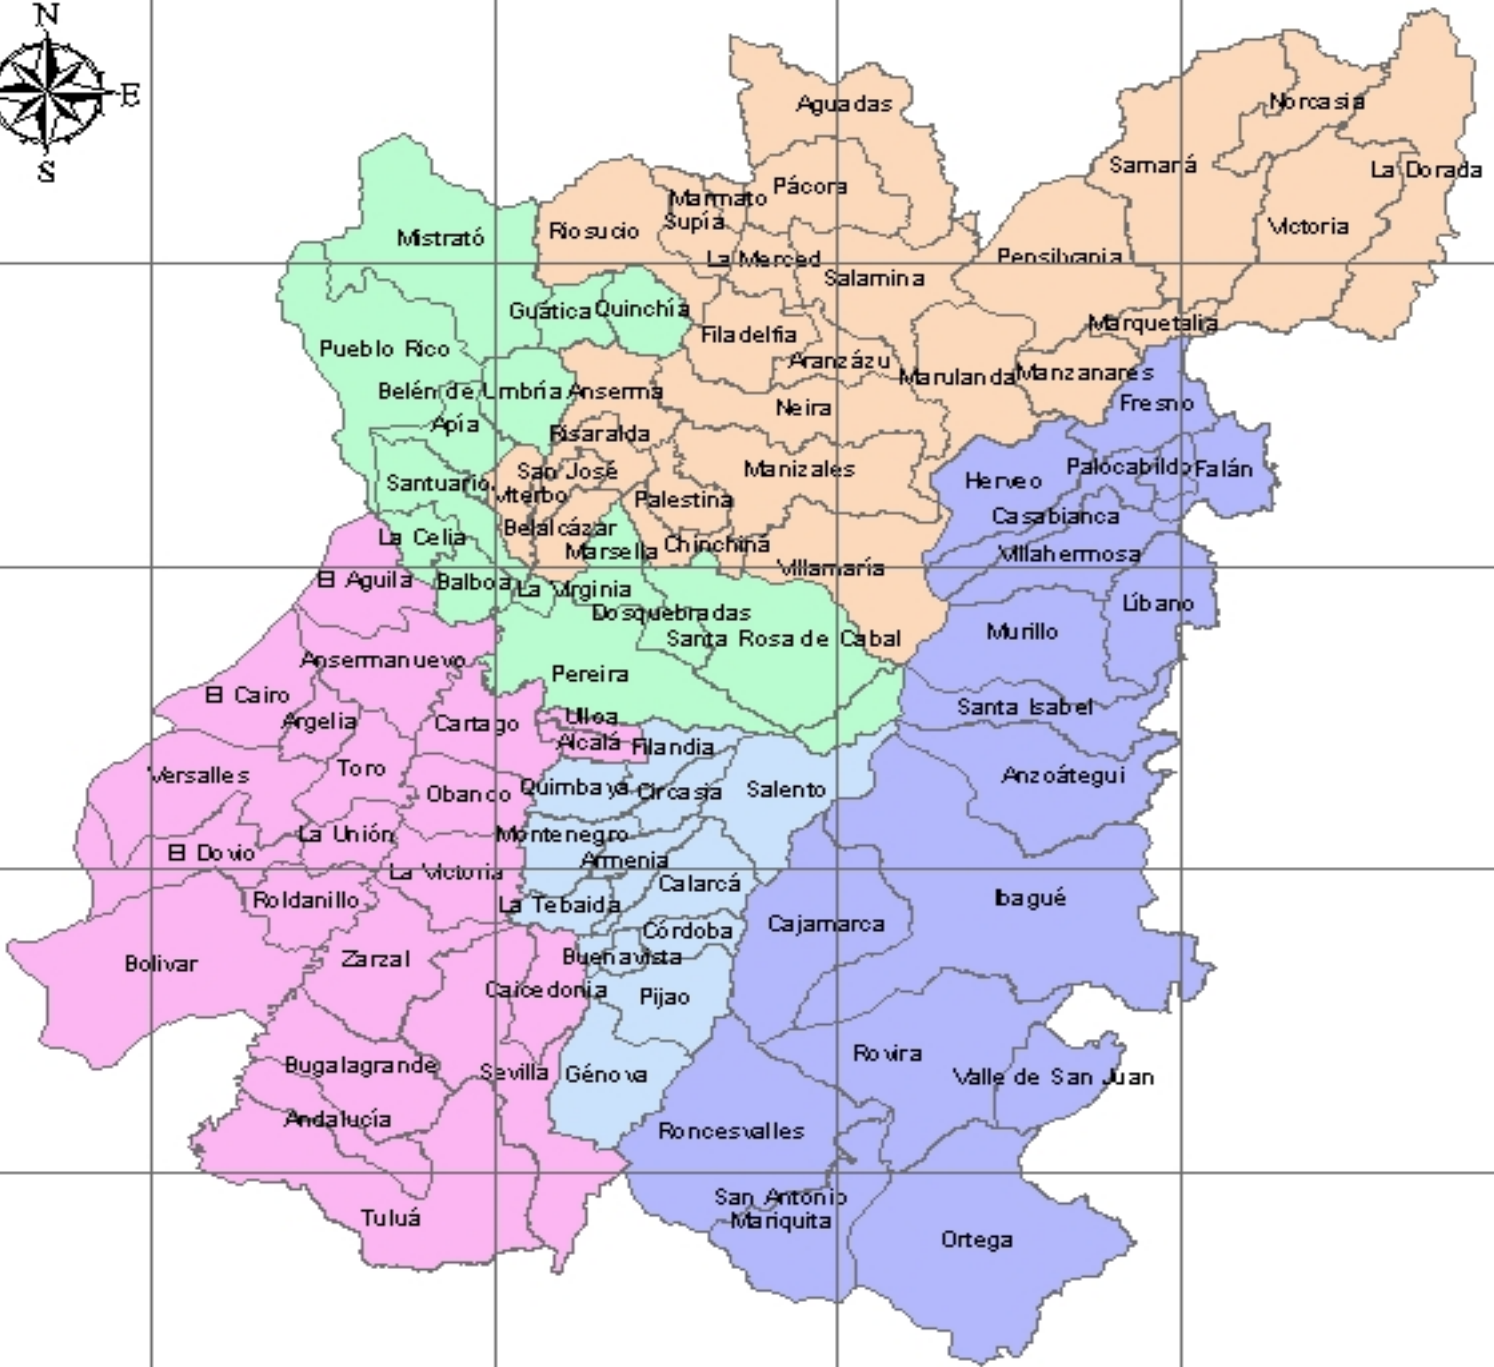 N
E
S
Aguadas
Norcasia
Samaná
La Dorada
Pácora
Marmato
Supía
Riosucio
Victoria
Mistrató
La Merced
Pensilvania
Salamina
Guática
Quinchía
Marquetalia
Filadelfia
Pueblo Rico
Aranzázu
Marulanda
Manzanares
Belén de Umbría
Anserma
Neira
Fresno
Apía
Risaralda
San José
Manizales
Palocabildo
Falán
Herveo
Santuario
Viterbo
Palestina
Casabianca
Belalcázar
La Celia
Marsella
Chinchiná
Villahermosa
Villamaría
El Aguila
Balboa
La Virginia
Líbano
Dosquebradas
Santa Rosa de Cabal
Murillo
Ansermanuevo
Pereira
El Cairo
Santa Isabel
Argelia
Cartago
Ulloa
Alcalá
Filandia
Versalles
Toro
Anzoátegui
Obando
Quimbaya
Circasia
Salento
La Unión
Montenegro
El Dovio
Armenia
La Victoria
Calarcá
Roldanillo
La Tebaida
Ibagué
Cajamarca
Córdoba
Bolivar
Zarzal
Buenavista
Caicedonia
Pijao
Rovira
Bugalagrande
Sevilla
Génova
Valle de San Juan
Andalucía
Roncesvalles
San Antonio
Mariquita
Tuluá
Ortega